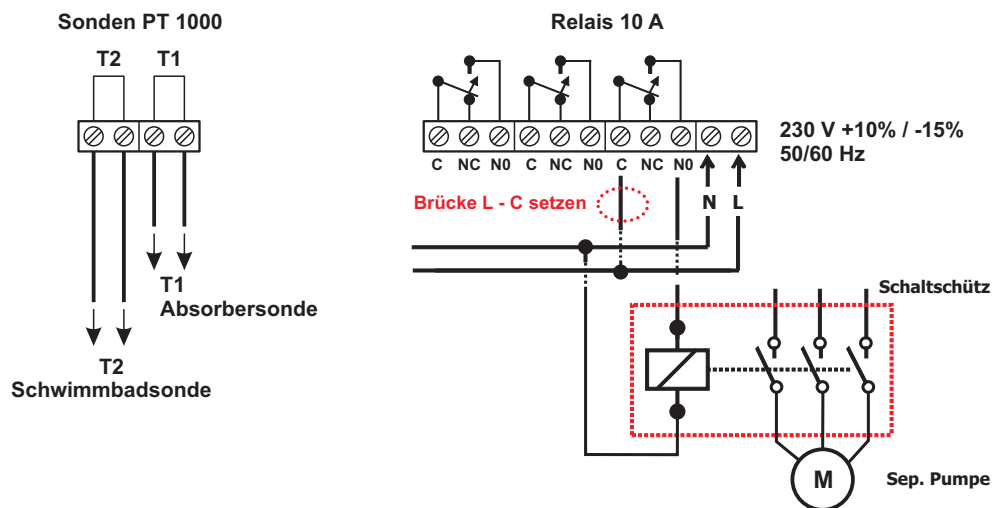 Sonden PT 1000
T2 T1
T1
Absorbersonde
T2
Schwimmbadsonde
Relais 10 A
C NC N0 C NC N0 C NC N0
230 V +10% / -15%
50/60 Hz
Brücke L - C setzen
N L
Schaltschütz
M
Sep. Pumpe